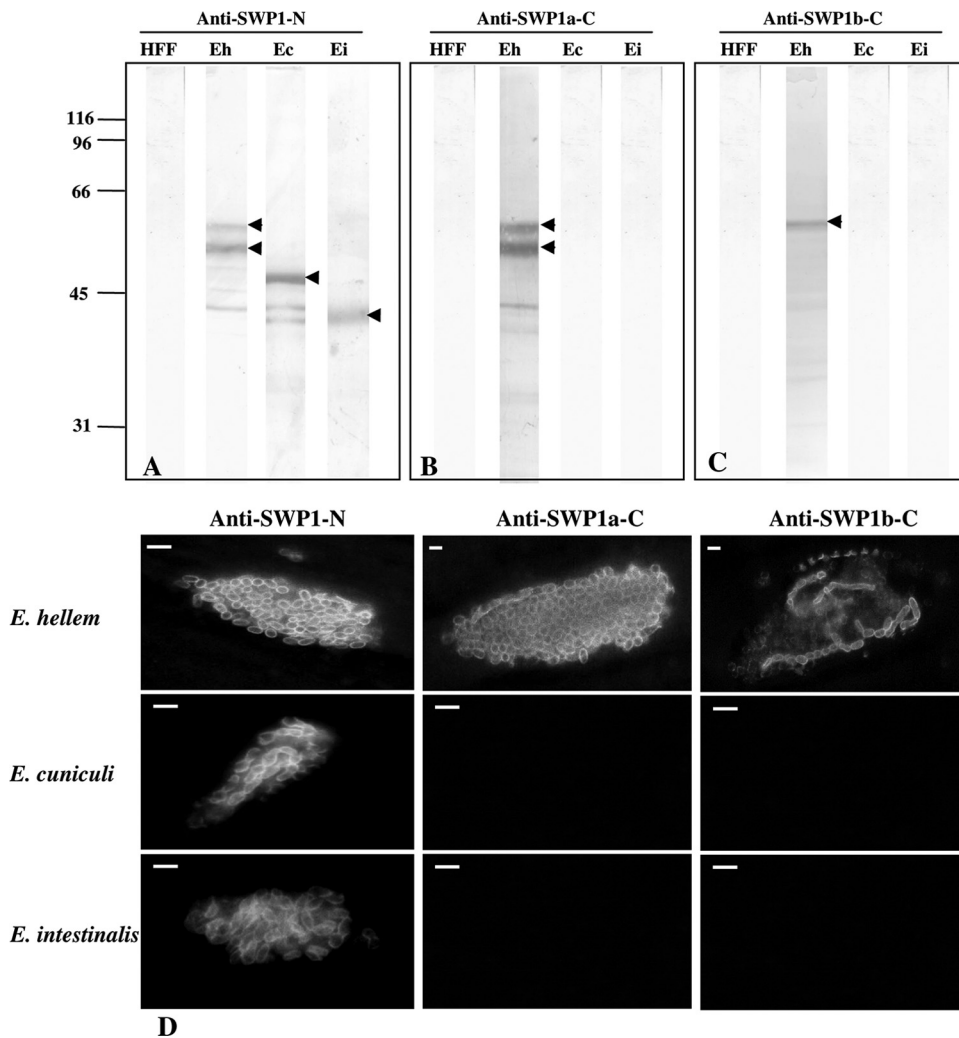 Anti-SWP1-N Anti-SWP1a-C Anti-SWP1b-C
HFF Eh Ec Ei HFF Eh Ec Ei HFF Eh Ec Ei
116
96
66
45
31
A B C
Anti-SWP1-N Anti-SWP1a-C Anti-SWP1b-C
E. hellem
E. cuniculi
E. intestinalis
D